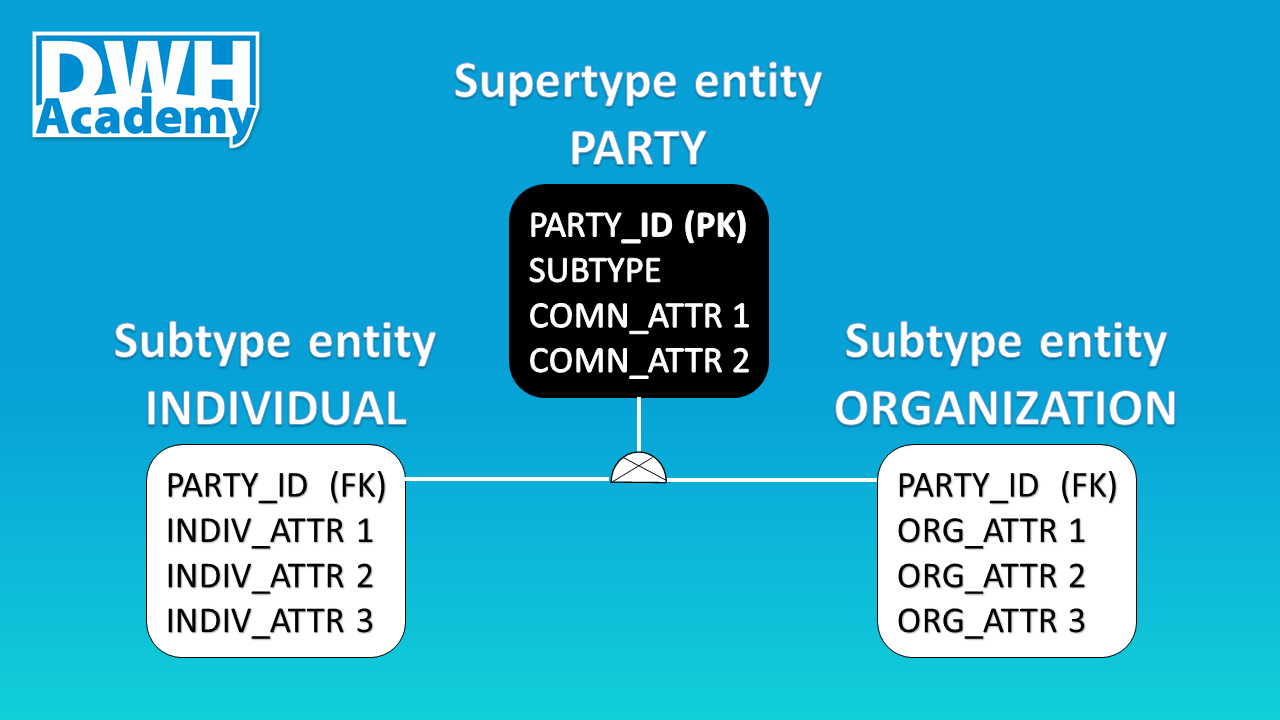 DWH
Academy
Supertype entity
PARTY
PARTY_ID (PK)
SUBTYPE
COMN_ATTR 1
COMN_ATTR 2
Subtype entity
INDIVIDUAL
PARTY_ID (FK)
INDIV_ATTR 1
INDIV_ATTR 2
INDIV_ATTR 3
Subtype entity
ORGANIZATION
PARTY_ID (FK)
ORG_ATTR 1
ORG_ATTR 2
ORG_ATTR 3